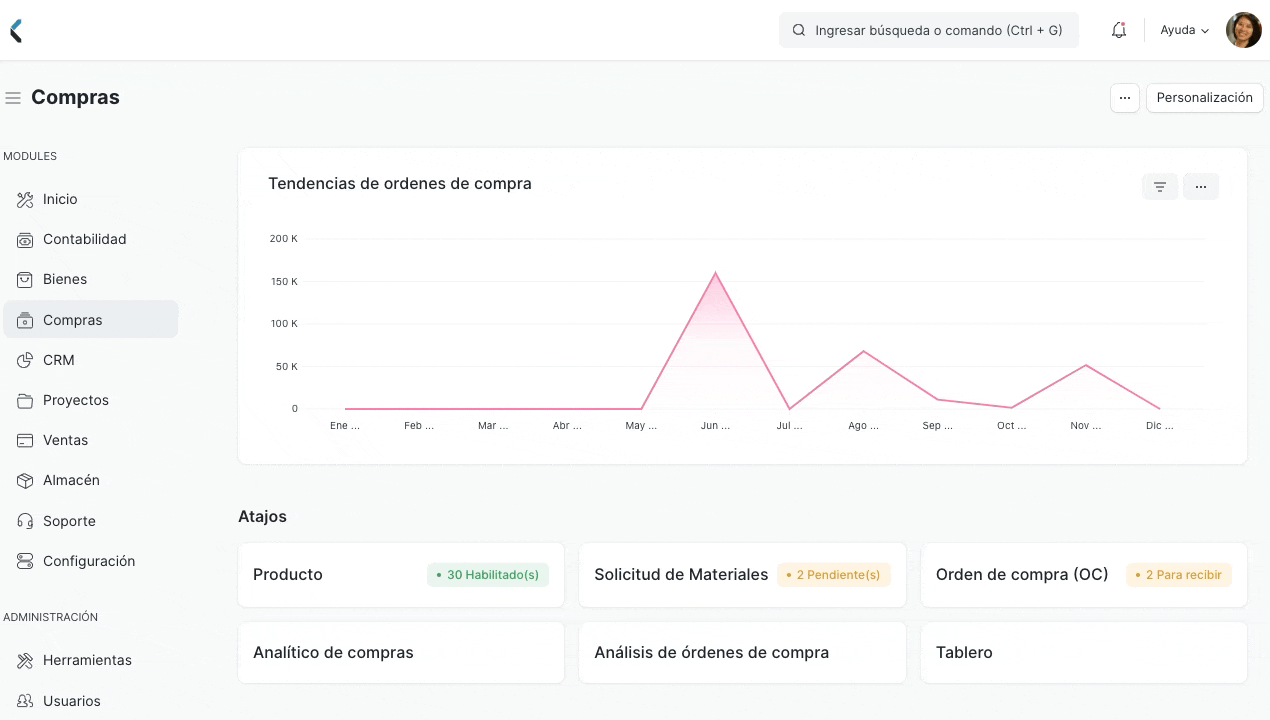 Ingresar búsqueda o comando (Ctrl + G)
Ayuda
Compras
...
Personalización
MODULES
Inicio
Contabilidad
Bienes
Compras
CRM
Proyectos
Ventas
Almacén
Soporte
Configuración
ADMINISTRACIÓN
Herramientas
Usuarios
Tendencias de ordenes de compra
...
200 K
150 K
100 K
50 K
0
Ene ... Feb ... Mar ... Abr ... May ... Jun ... Jul ... Ago ... Sep ... Oct ... Nov ... Dic ...
Atajos
Producto • 30 Habilitado(s)
Solicitud de Materiales • 2 Pendiente(s)
Orden de compra (OC) • 2 Para recibir
Analítico de compras
Análisis de órdenes de compra
Tablero